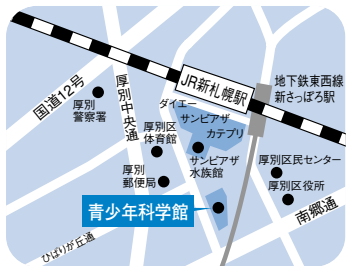 国道12号
厚別
警察署
厚別中央通
JR新札幌駅
地下鉄東西線
新さっぽろ駅
ダイエー
サンピアザ
カテプリ
厚別区
体育館
サンピアザ
水族館
厚別
郵便局
厚別区民センター
厚別区役所
青少年科学館
南郷通
ひばりが丘通